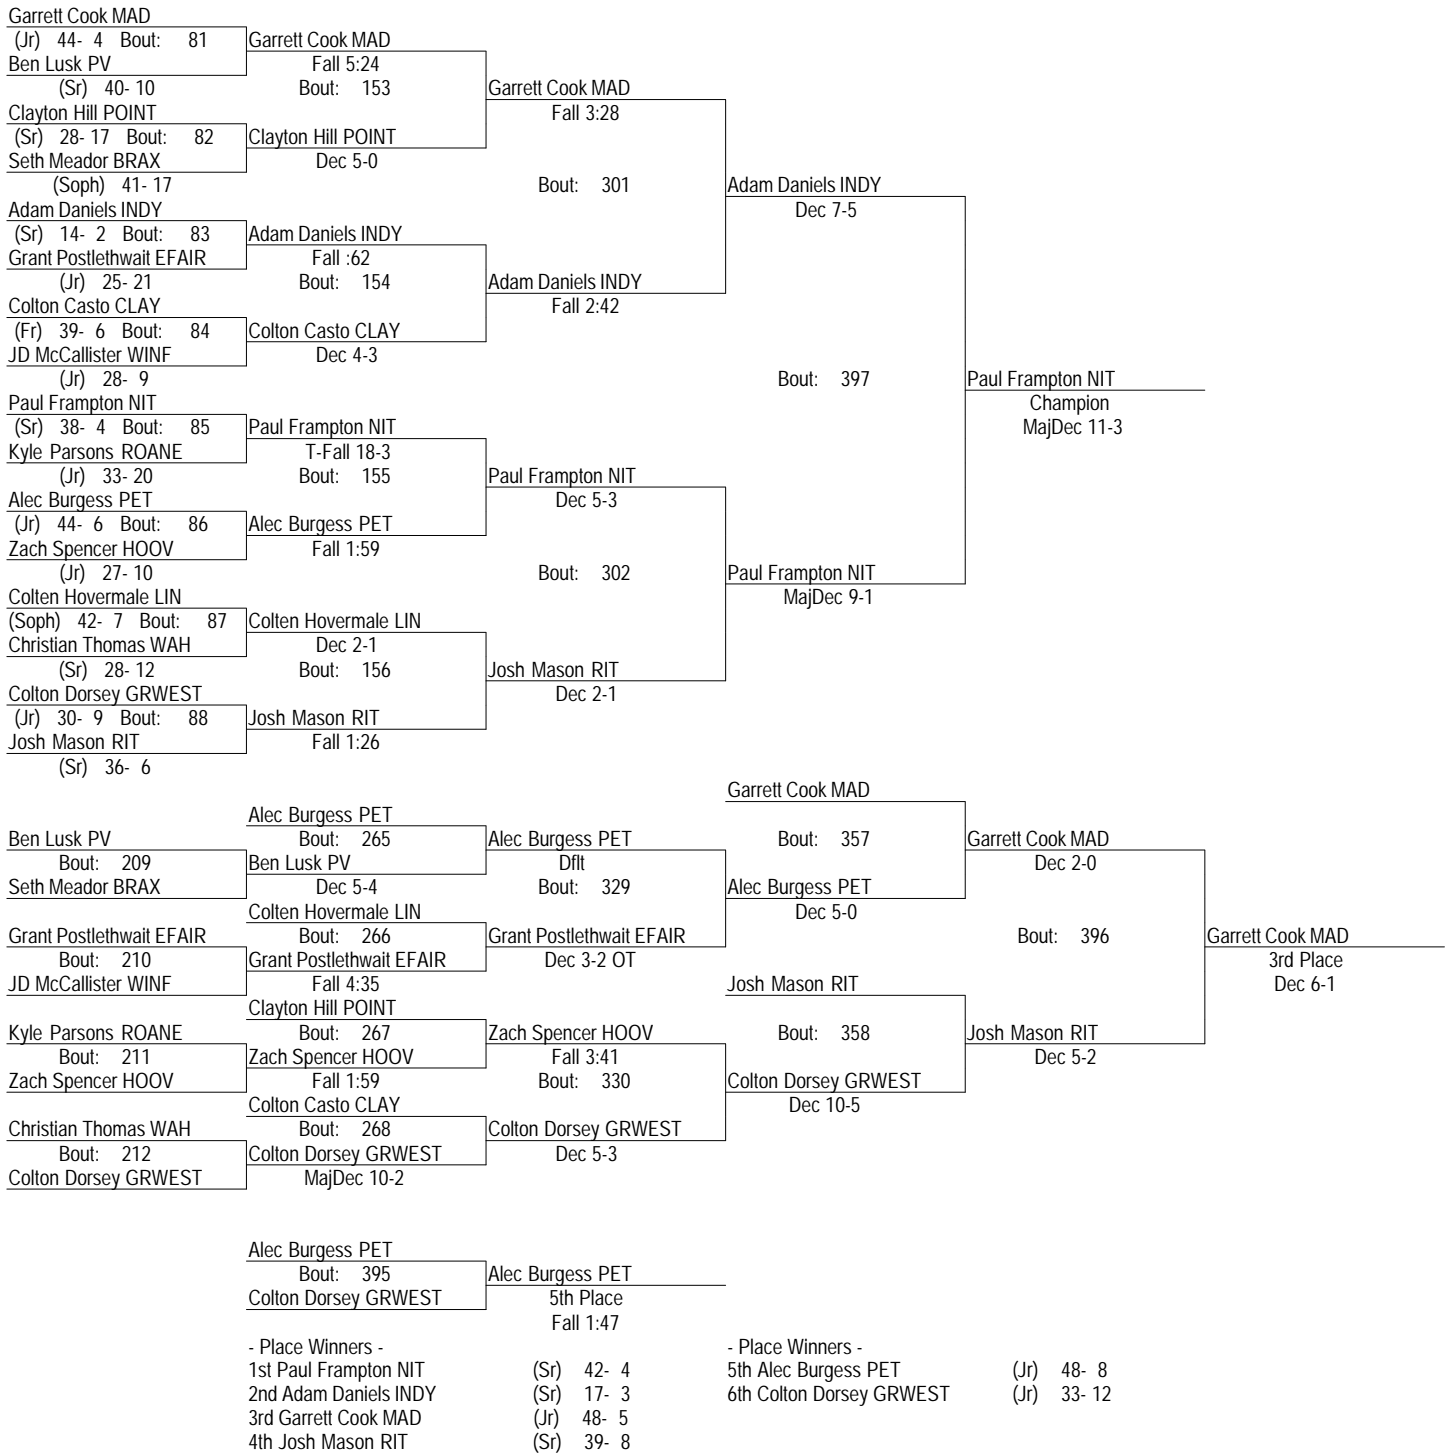 Garrett Cook MAD
(Jr) 44- 4 Bout: 81 Garrett Cook MAD
Ben Lusk PV Fall 5:24
(Sr) 40- 10 Bout: 153 Garrett Cook MAD
Clayton Hill POINT Fall 3:28
(Sr) 28- 17 Bout: 82 Clayton Hill POINT
Seth Meador BRAX Dec 5-0
(Soph) 41- 17 Bout: 301 Adam Daniels INDY
Adam Daniels INDY Dec 7-5
(Sr) 14- 2 Bout: 83 Adam Daniels INDY
Grant Postlethwait EFAIR Fall :62
(Jr) 25- 21 Bout: 154 Adam Daniels INDY
Colton Casto CLAY Fall 2:42
(Fr) 39- 6 Bout: 84 Colton Casto CLAY
JD McCallister WINF Dec 4-3
(Jr) 28- 9 Bout: 397 Paul Frampton NIT
Paul Frampton NIT Champion
(Sr) 38- 4 Bout: 85 Paul Frampton NIT MajDec 11-3
Kyle Parsons ROANE T-Fall 18-3
(Jr) 33- 20 Bout: 155 Paul Frampton NIT
Alec Burgess PET Dec 5-3
(Jr) 44- 6 Bout: 86 Alec Burgess PET
Zach Spencer HOOV Fall 1:59
(Jr) 27- 10 Bout: 302 Paul Frampton NIT
Colten Hovermale LIN MajDec 9-1
(Soph) 42- 7 Bout: 87 Colten Hovermale LIN
Christian Thomas WAH Dec 2-1
(Sr) 28- 12 Bout: 156 Josh Mason RIT
Colton Dorsey GRWEST Dec 2-1
(Jr) 30- 9 Bout: 88 Josh Mason RIT
Josh Mason RIT Fall 1:26
(Sr) 36- 6
Garrett Cook MAD
Alec Burgess PET
Ben Lusk PV Bout: 265 Alec Burgess PET Bout: 357 Garrett Cook MAD
Bout: 209 Ben Lusk PV Dflt Dec 2-0
Seth Meador BRAX Dec 5-4 Bout: 329 Alec Burgess PET
Colten Hovermale LIN Dec 5-0
Grant Postlethwait EFAIR Bout: 266 Grant Postlethwait EFAIR Bout: 396 Garrett Cook MAD
Bout: 210 Grant Postlethwait EFAIR Dec 3-2 OT 3rd Place
JD McCallister WINF Fall 4:35 Josh Mason RIT Dec 6-1
Clayton Hill POINT
Kyle Parsons ROANE Bout: 267 Zach Spencer HOOV Bout: 358 Josh Mason RIT
Bout: 211 Zach Spencer HOOV Fall 3:41 Dec 5-2
Zach Spencer HOOV Fall 1:59 Bout: 330 Colton Dorsey GRWEST
Colton Casto CLAY Dec 10-5
Christian Thomas WAH Bout: 268 Colton Dorsey GRWEST
Bout: 212 Colton Dorsey GRWEST Dec 5-3
Colton Dorsey GRWEST MajDec 10-2
Alec Burgess PET
Bout: 395 Alec Burgess PET
Colton Dorsey GRWEST 5th Place
Fall 1:47
- Place Winners - - Place Winners -
1st Paul Frampton NIT (Sr) 42- 4 5th Alec Burgess PET (Jr) 48- 8
2nd Adam Daniels INDY (Sr) 17- 3 6th Colton Dorsey GRWEST (Jr) 33- 12
3rd Garrett Cook MAD (Jr) 48- 5
4th Josh Mason RIT (Sr) 39- 8